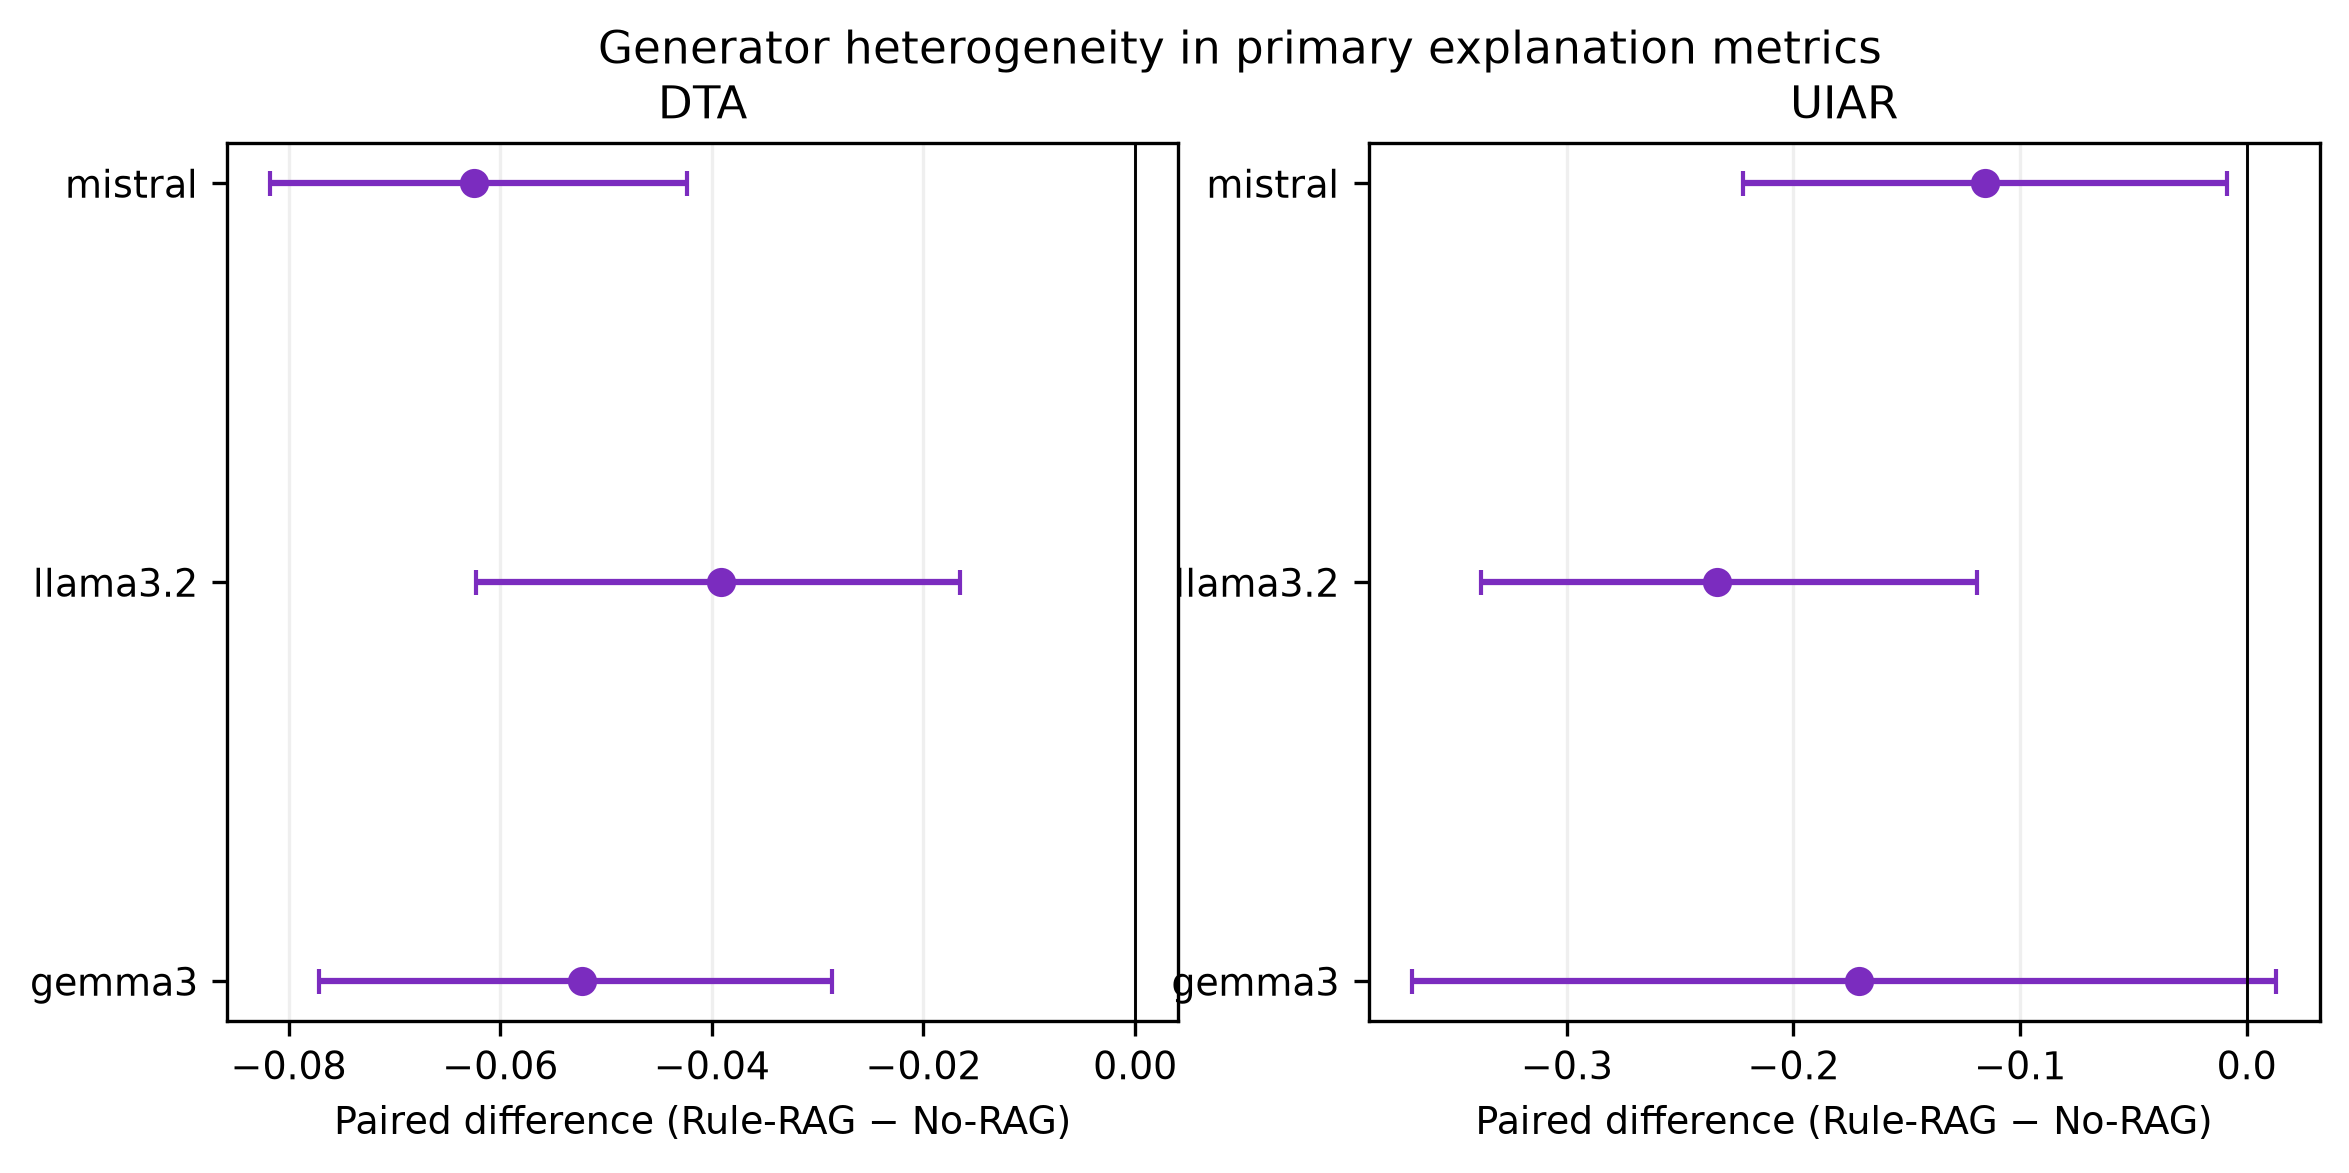 Generator heterogeneity in primary explanation metrics
DTA
mistral
llama3.2
gemma3
−0.08 −0.06 −0.04 −0.02 0.00
Paired difference (Rule-RAG − No-RAG)
UIAR
mistral
llama3.2
gemma3
−0.3 −0.2 −0.1 0.0
Paired difference (Rule-RAG − No-RAG)